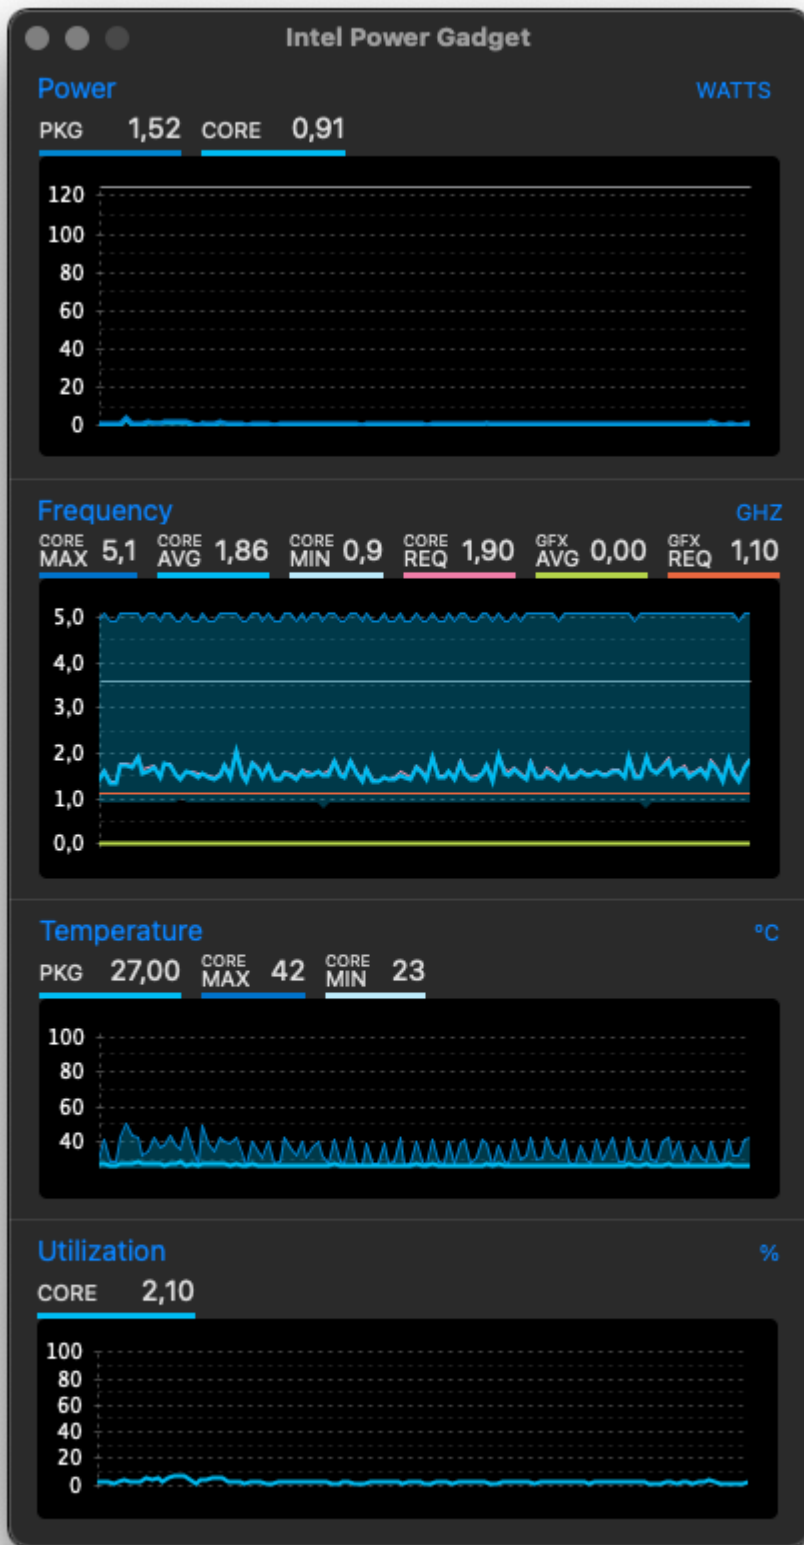 Intel Power Gadget
Power WATTS
PKG 1,52 CORE 0,91
120
100
80
60
40
20
0
Frequency GHZ
CORE MAX 5,1 CORE AVG 1,86 CORE MIN 0,9 CORE REQ 1,90 GFX AVG 0,00 GFX REQ 1,10
5,0
4,0
3,0
2,0
1,0
0,0
Temperature °C
PKG 27,00 CORE MAX 42 CORE MIN 23
100
80
60
40
Utilization %
CORE 2,10
100
80
60
40
20
0